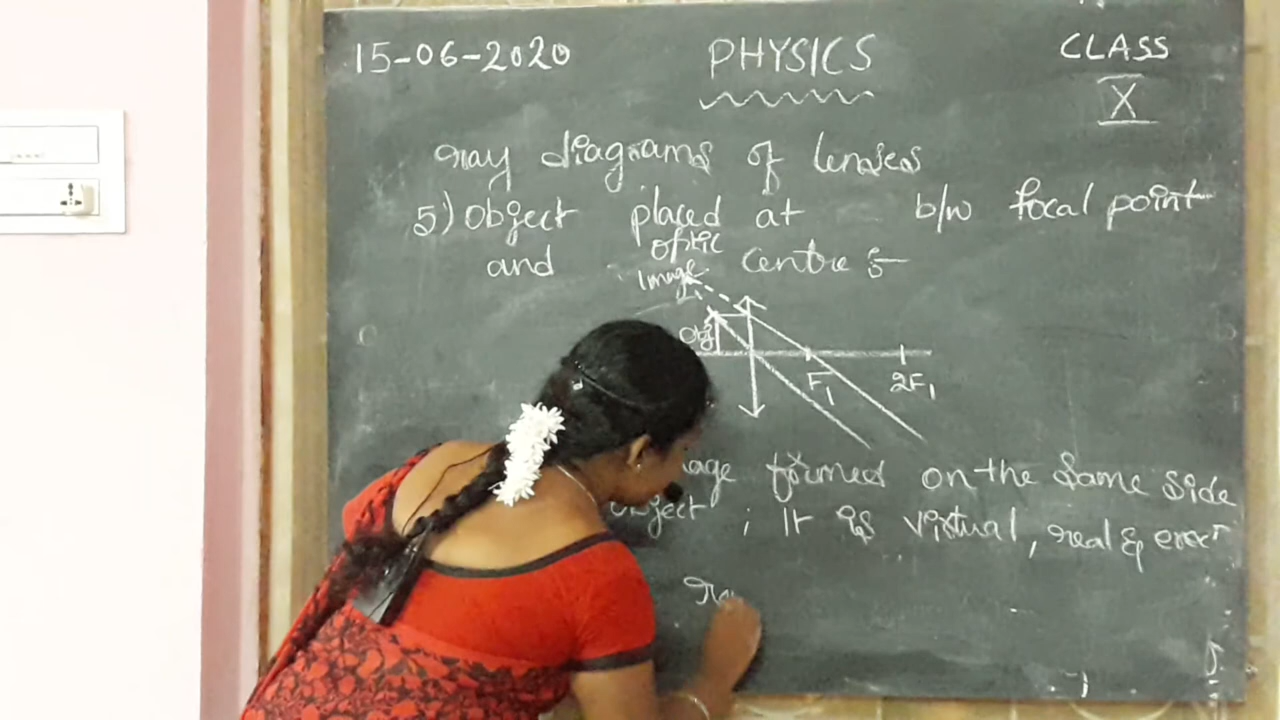 15-06-2020 PHYSICS CLASS
X
ray diagrams of lenses
5) Object placed at b/w focal point
and optic centre :-
Image
Obj
F₁ 2F₁
mage formed on the same side
object ; It is virtual, real & erect